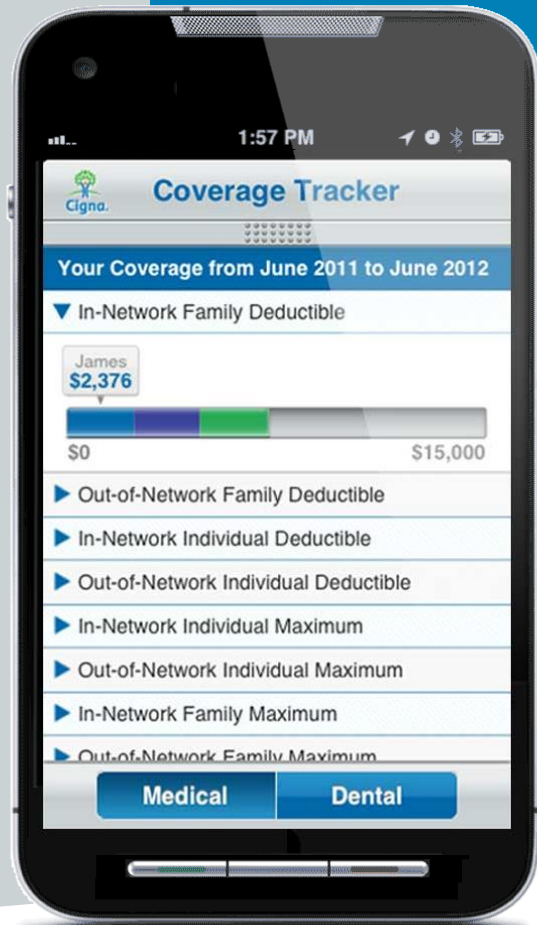 1:57 PM
Cigna.
Coverage Tracker
Your Coverage from June 2011 to June 2012
In-Network Family Deductible
James
$2,376
$0
$15,000
Out-of-Network Family Deductible
In-Network Individual Deductible
Out-of-Network Individual Deductible
In-Network Individual Maximum
Out-of-Network Individual Maximum
In-Network Family Maximum
Out-of-Network Family Maximum
Medical
Dental